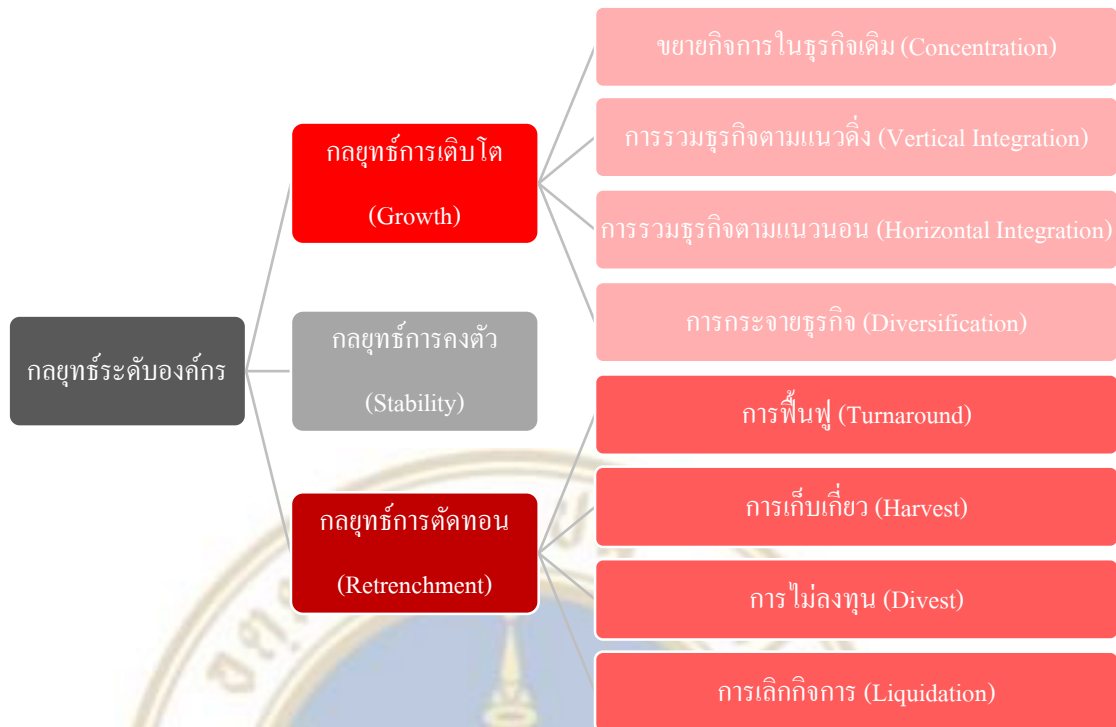 กลยุทธ์ระดับองค์กร
กลยุทธ์การเติบโต
(Growth)
ขยายกิจการในธุรกิจเดิม (Concentration)
การรวมธุรกิจตามแนวดิ่ง (Vertical Integration)
การรวมธุรกิจตามแนวนอน (Horizontal Integration)
การกระจายธุรกิจ (Diversification)
กลยุทธ์การคงตัว
(Stability)
กลยุทธ์การตัดทอน
(Retrenchment)
การฟื้นฟู (Turnaround)
การเก็บเกี่ยว (Harvest)
การไม่ลงทุน (Divest)
การเลิกกิจการ (Liquidation)